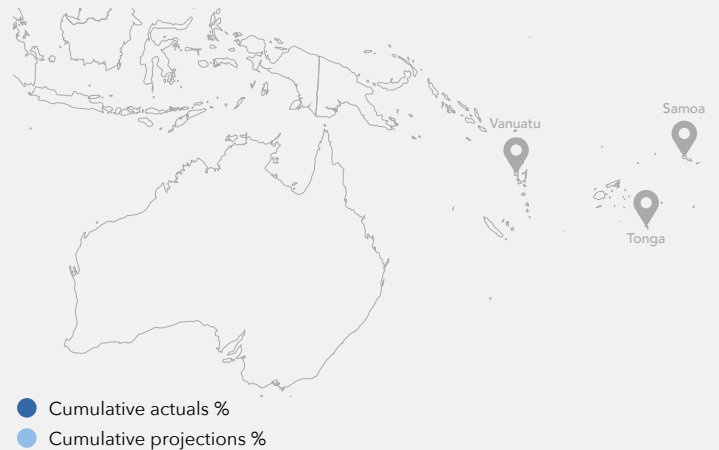 Samoa
Vanuatu
Tonga
Cumulative actuals %
Cumulative projections %